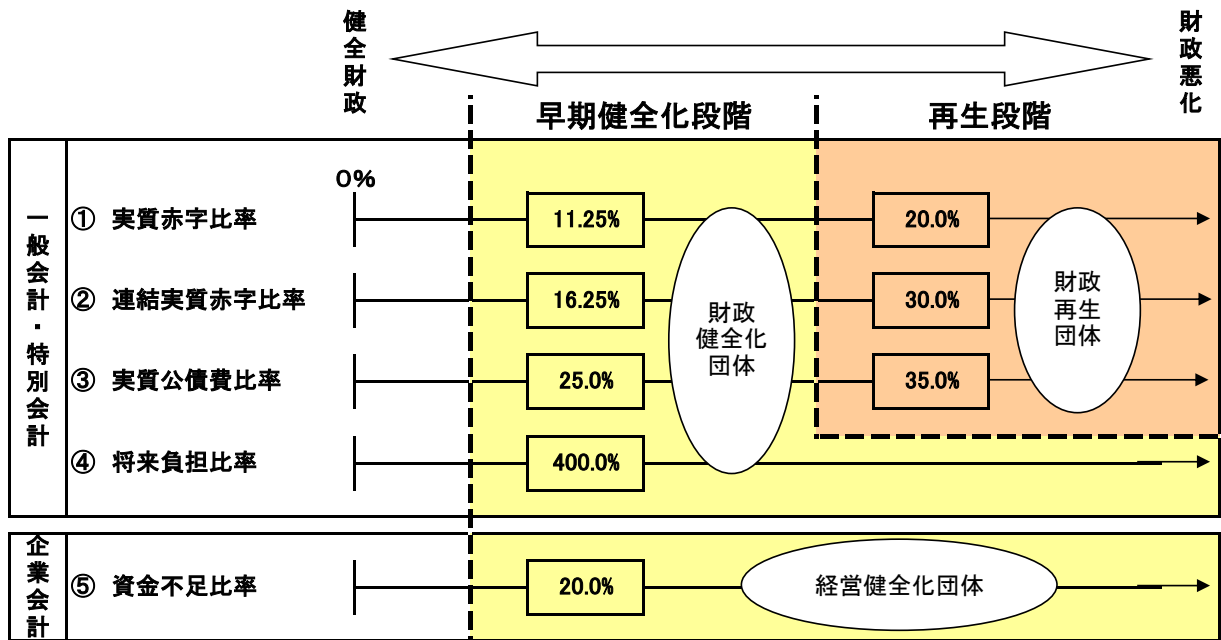 健全財政
財政悪化
早期健全化段階
再生段階
一般会計・特別会計
0%
① 実質赤字比率
11.25%
20.0%
② 連結実質赤字比率
16.25%
30.0%
③ 実質公債費比率
25.0%
35.0%
④ 将来負担比率
400.0%
財政
健全化
団体
財政
再生
団体
企業会計
⑤ 資金不足比率
20.0%
経営健全化団体